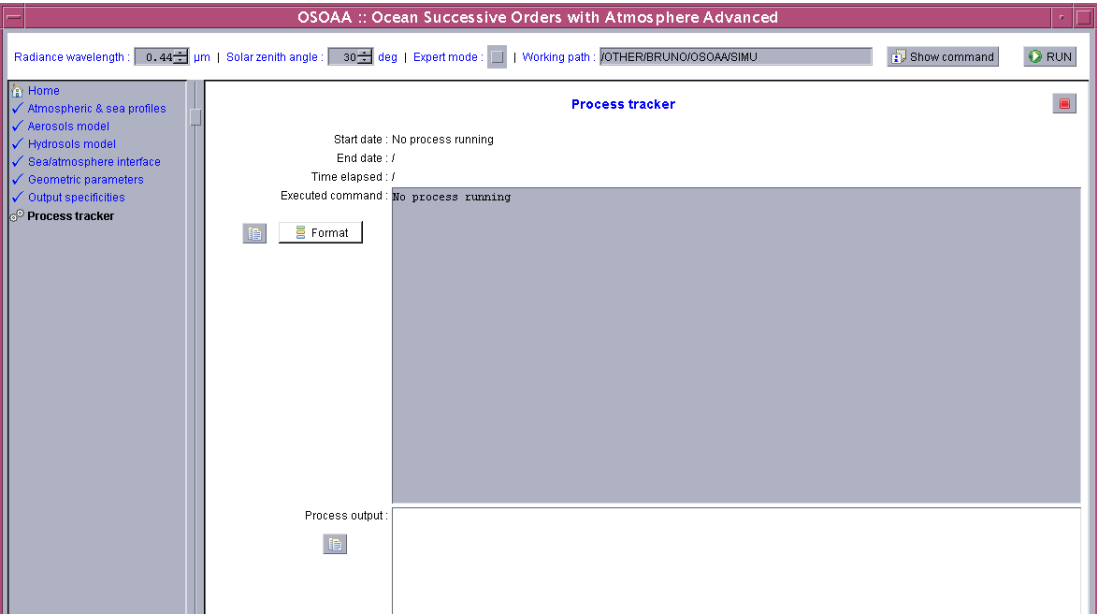 OSOAA :: Ocean Successive Orders with Atmosphere Advanced
Radiance wavelength : 0.44 µm | Solar zenith angle : 30 deg | Expert mode : | Working path : /OTHER/BRUNO/OSOAA/SIMU Show command RUN
Home
Atmospheric & sea profiles
Aerosols model
Hydrosols model
Sea/atmosphere interface
Geometric parameters
Output specificities
Process tracker
Process tracker
Start date : No process running
End date : /
Time elapsed : /
Executed command : No process running
Format
Process output :